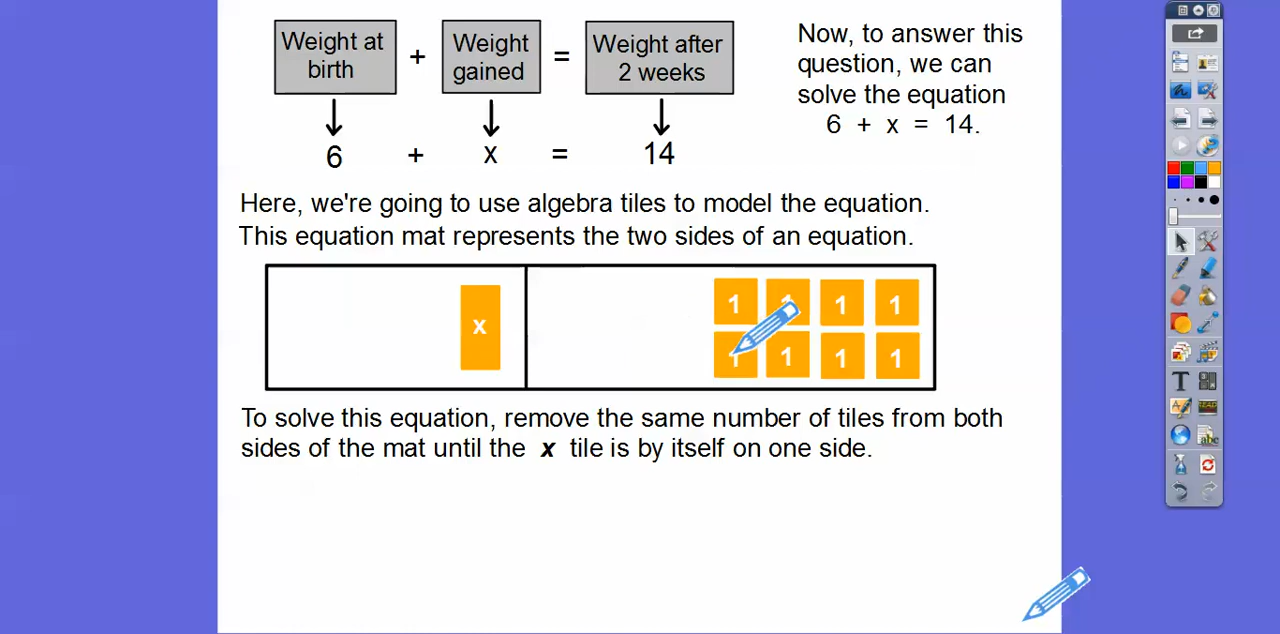 Weight at birth + Weight gained = Weight after 2 weeks
6 + x = 14
Now, to answer this
question, we can
solve the equation
6 + x = 14.
Here, we're going to use algebra tiles to model the equation.
This equation mat represents the two sides of an equation.
x
1 1 1 1
1 1 1 1
To solve this equation, remove the same number of tiles from both
sides of the mat until the x tile is by itself on one side.